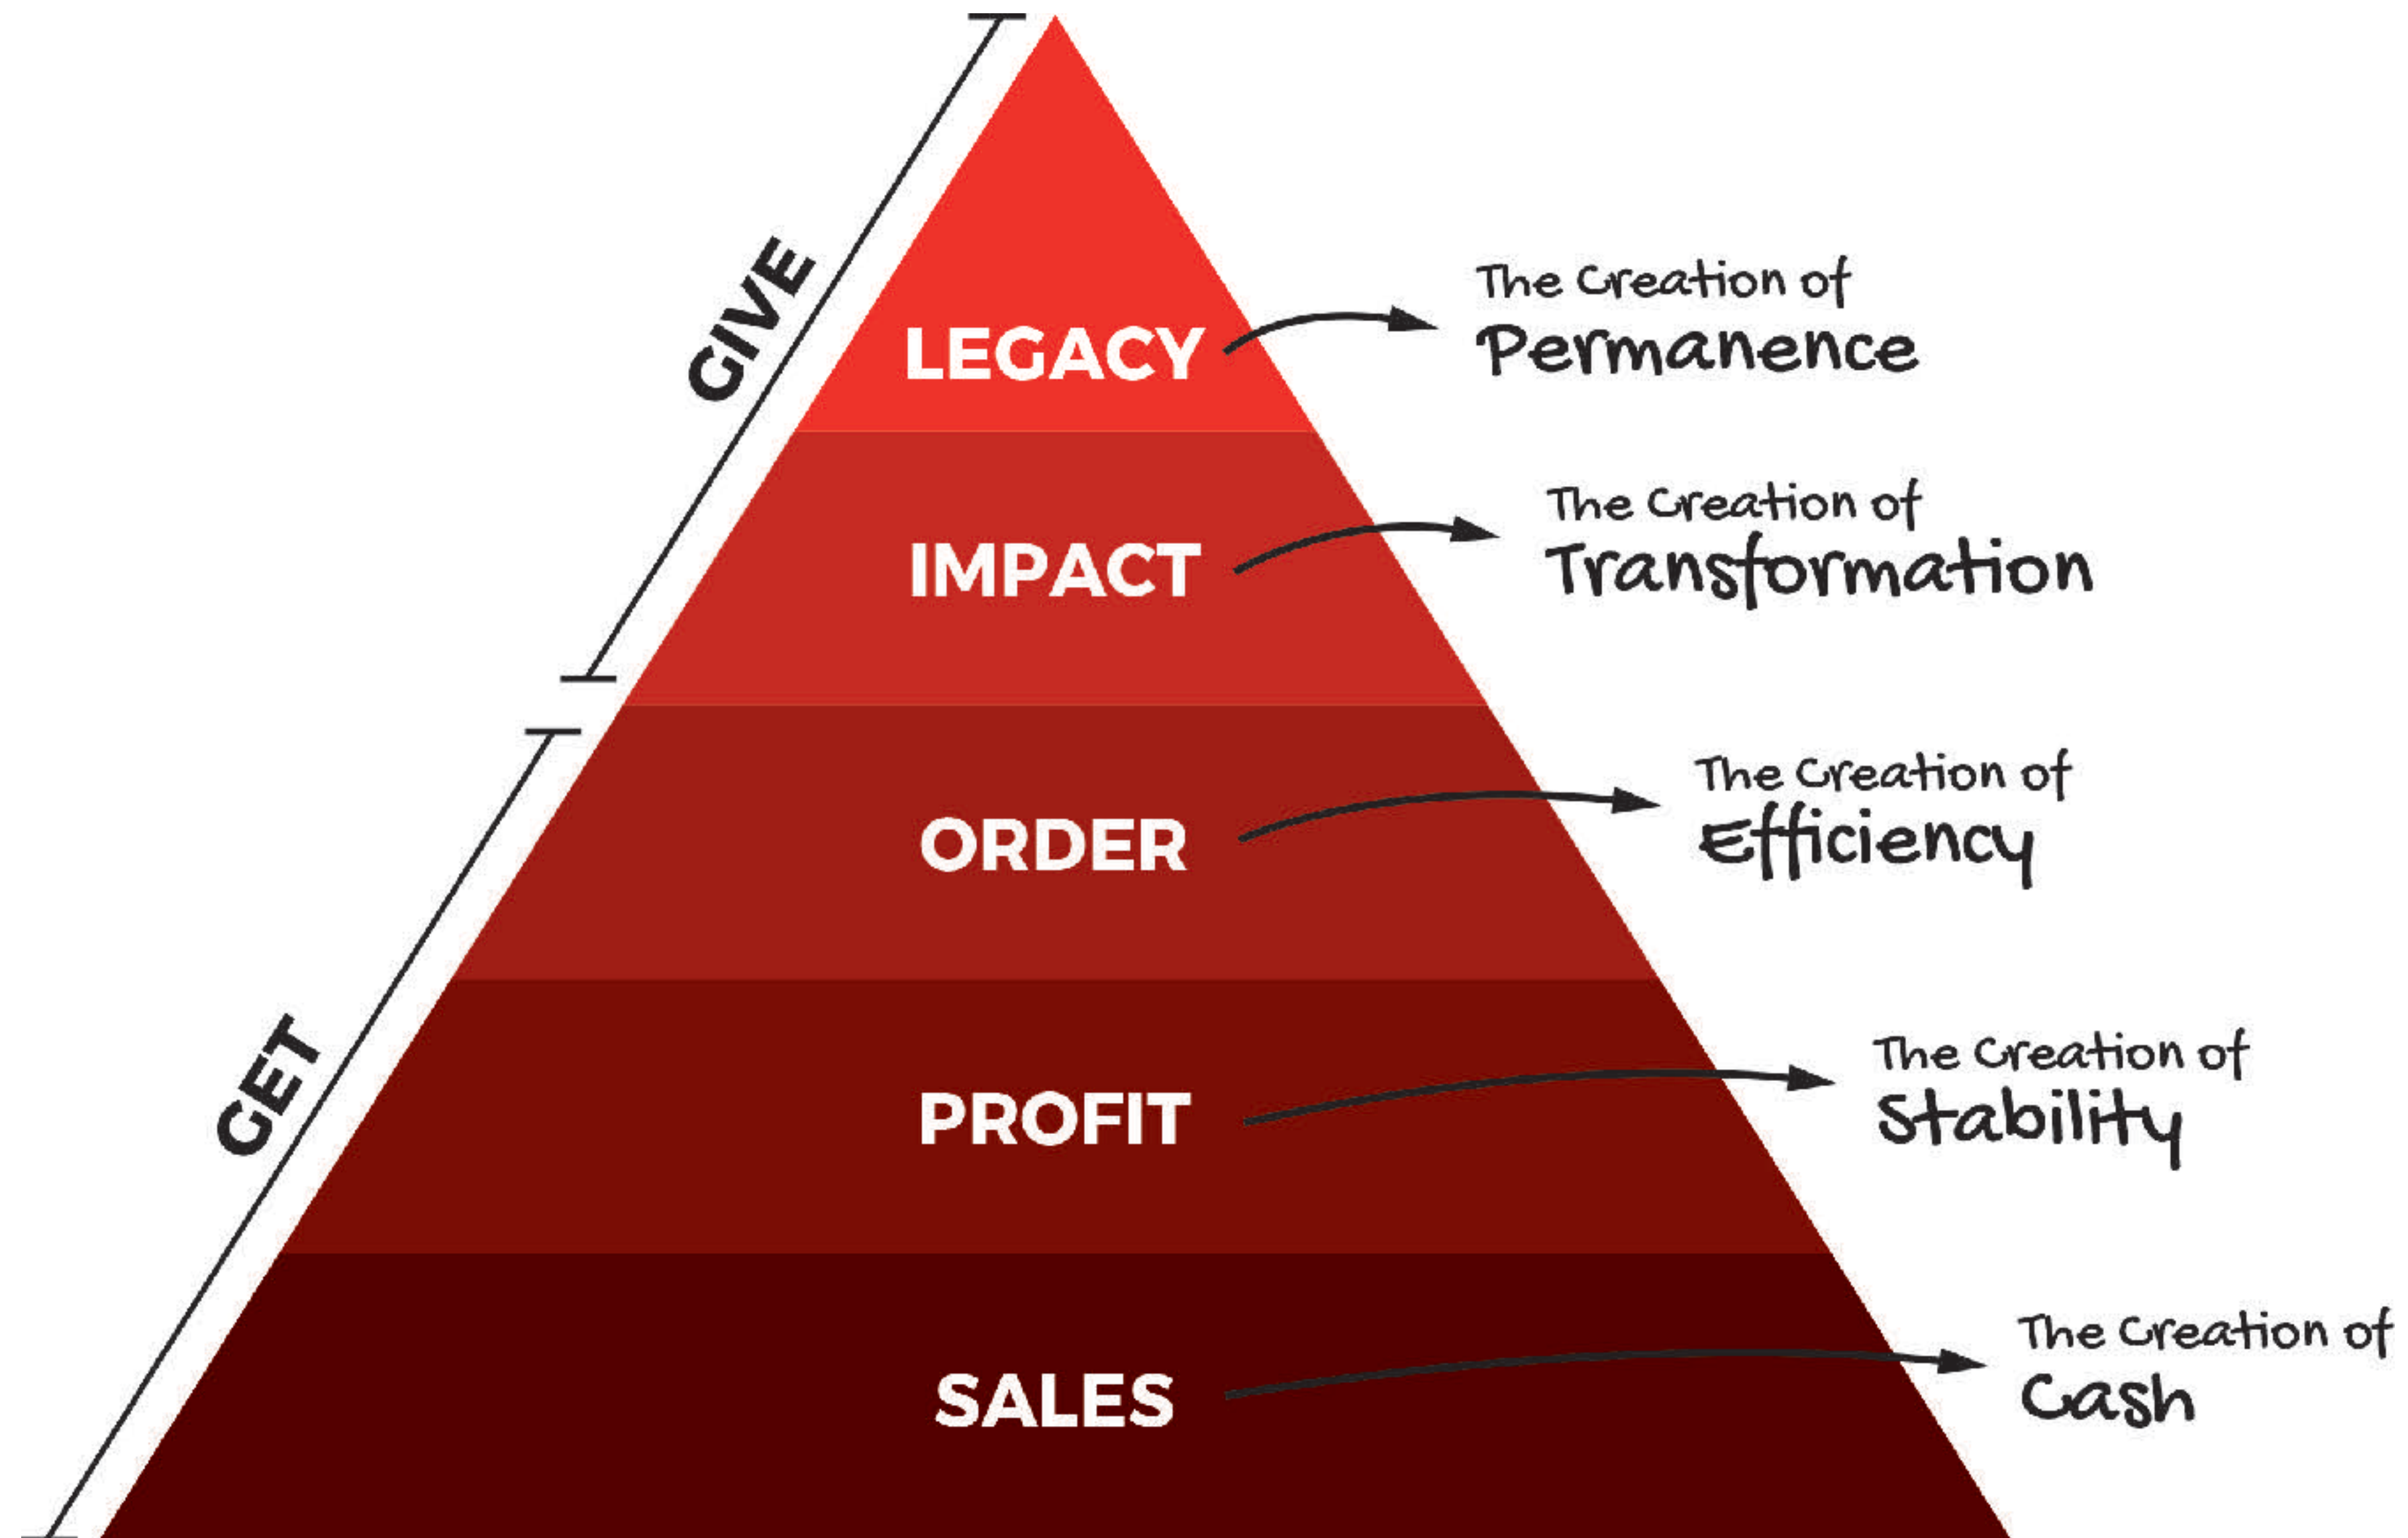 GIVE
LEGACY
The Creation of
Permanence
IMPACT
The Creation of
Transformation
GET
ORDER
The Creation of
Efficiency
PROFIT
The Creation of
Stability
SALES
The Creation of
Cash